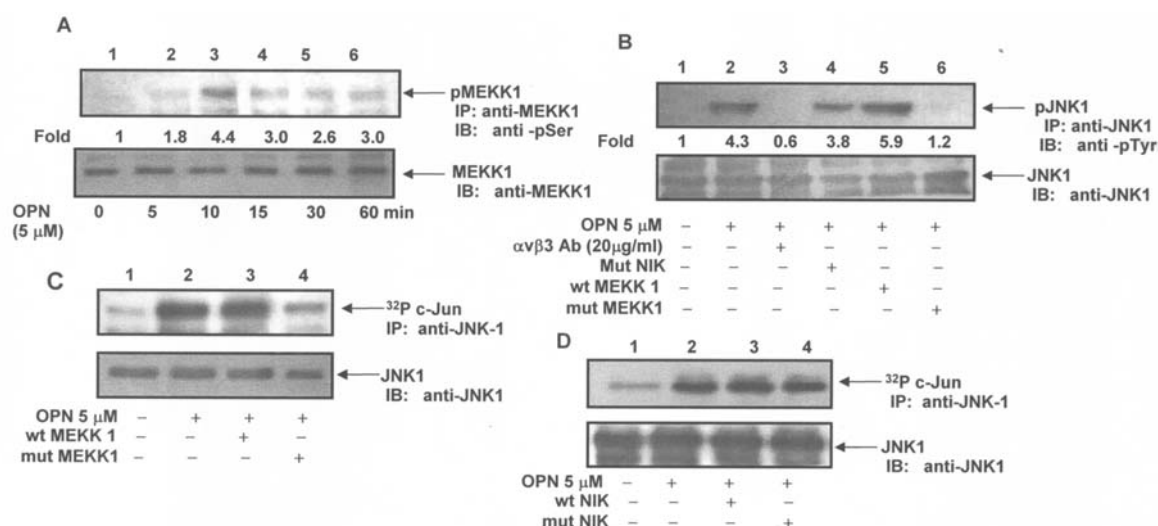 A
1 2 3 4 5 6
pMEKK1
IP: anti-MEKK1
IB: anti -pSer
Fold 1 1.8 4.4 3.0 2.6 3.0
MEKK1
IB: anti-MEKK1
OPN 0 5 10 15 30 60 min
(5 μM)
B
1 2 3 4 5 6
pJNK1
IP: anti-JNK1
IB: anti -pTyr
Fold 1 4.3 0.6 3.8 5.9 1.2
JNK1
IB: anti-JNK1
OPN 5 μM – + + + + +
αvβ3 Ab (20μg/ml) – – + – – –
Mut NIK – – – + – –
wt MEKK 1 – – – – + –
mut MEKK1 – – – – – +
C
1 2 3 4
32P c-Jun
IP: anti-JNK-1
JNK1
IB: anti-JNK1
OPN 5 μM – + + +
wt MEKK 1 – – + –
mut MEKK1 – – – +
D
1 2 3 4
32P c-Jun
IP: anti-JNK-1
JNK1
IB: anti-JNK1
OPN 5 μM – + + +
wt NIK – – + –
mut NIK – – – +